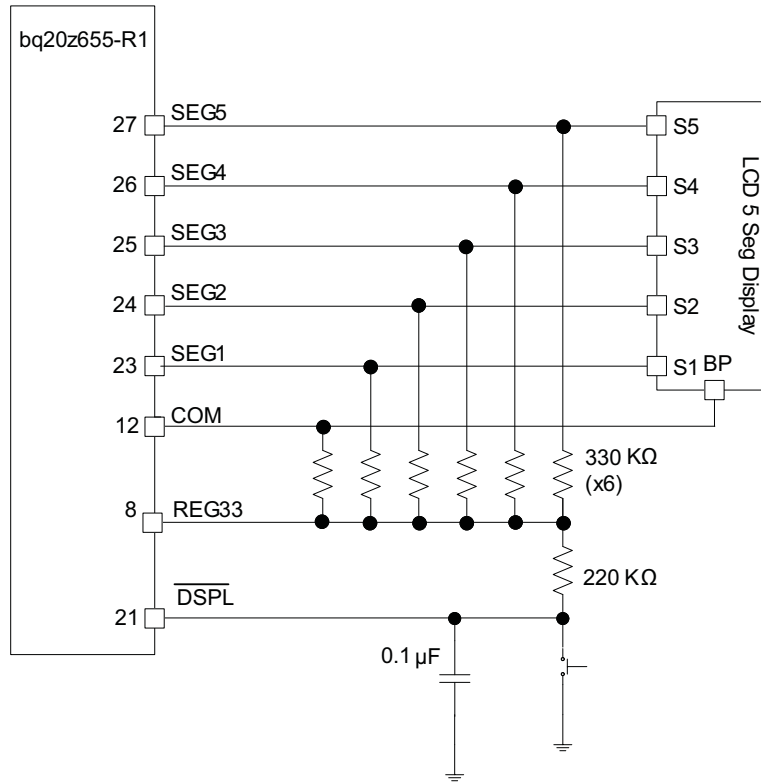 bq20z655-R1
27 SEG5 S5
26 SEG4 S4
25 SEG3 S3
24 SEG2 S2
23 SEG1 S1 BP
LCD 5 Seg Display
12 COM
330 KΩ
(x6)
8 REG33
220 KΩ
21 DSPL
0.1 µF